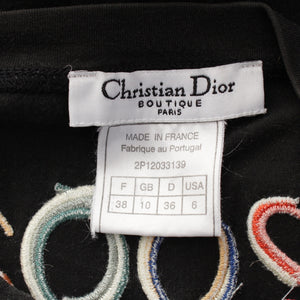 Christian Dior
BOUTIQUE
PARIS
MADE IN FRANCE
Fabriqué au Portugal
2P12033139
F GB D USA
38 10 36 6